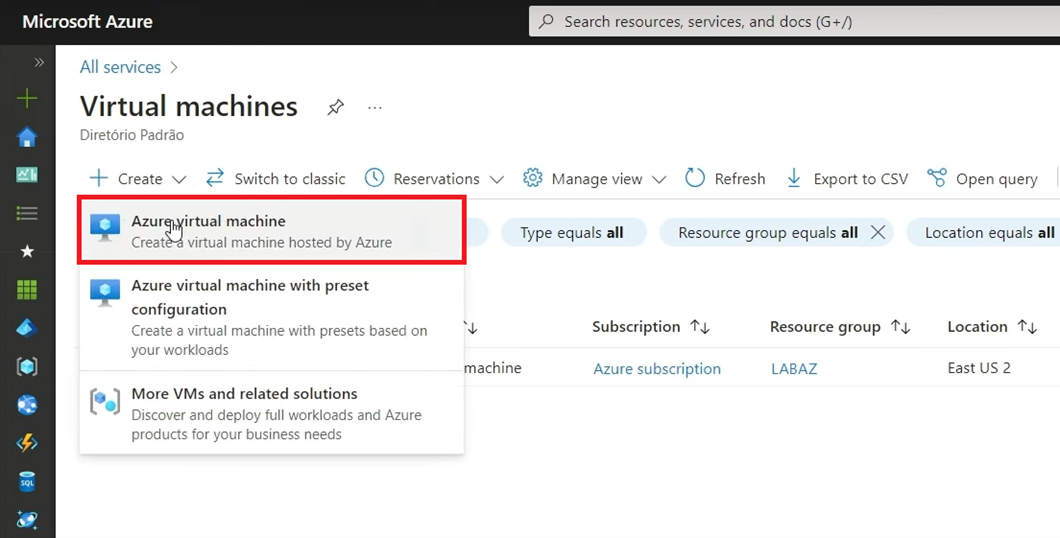 Microsoft Azure
Search resources, services, and docs (G+/)
All services
Virtual machines
Diretório Padrão
Create
Switch to classic
Reservations
Manage view
Refresh
Export to CSV
Open query
Azure virtual machine
Create a virtual machine hosted by Azure
Type equals all
Resource group equals all
Location equals all
Azure virtual machine with preset
configuration
Create a virtual machine with presets based on
your workloads
Subscription
Resource group
Location
machine
Azure subscription
LABAZ
East US 2
More VMs and related solutions
Discover and deploy full workloads and Azure
products for your business needs
SQL